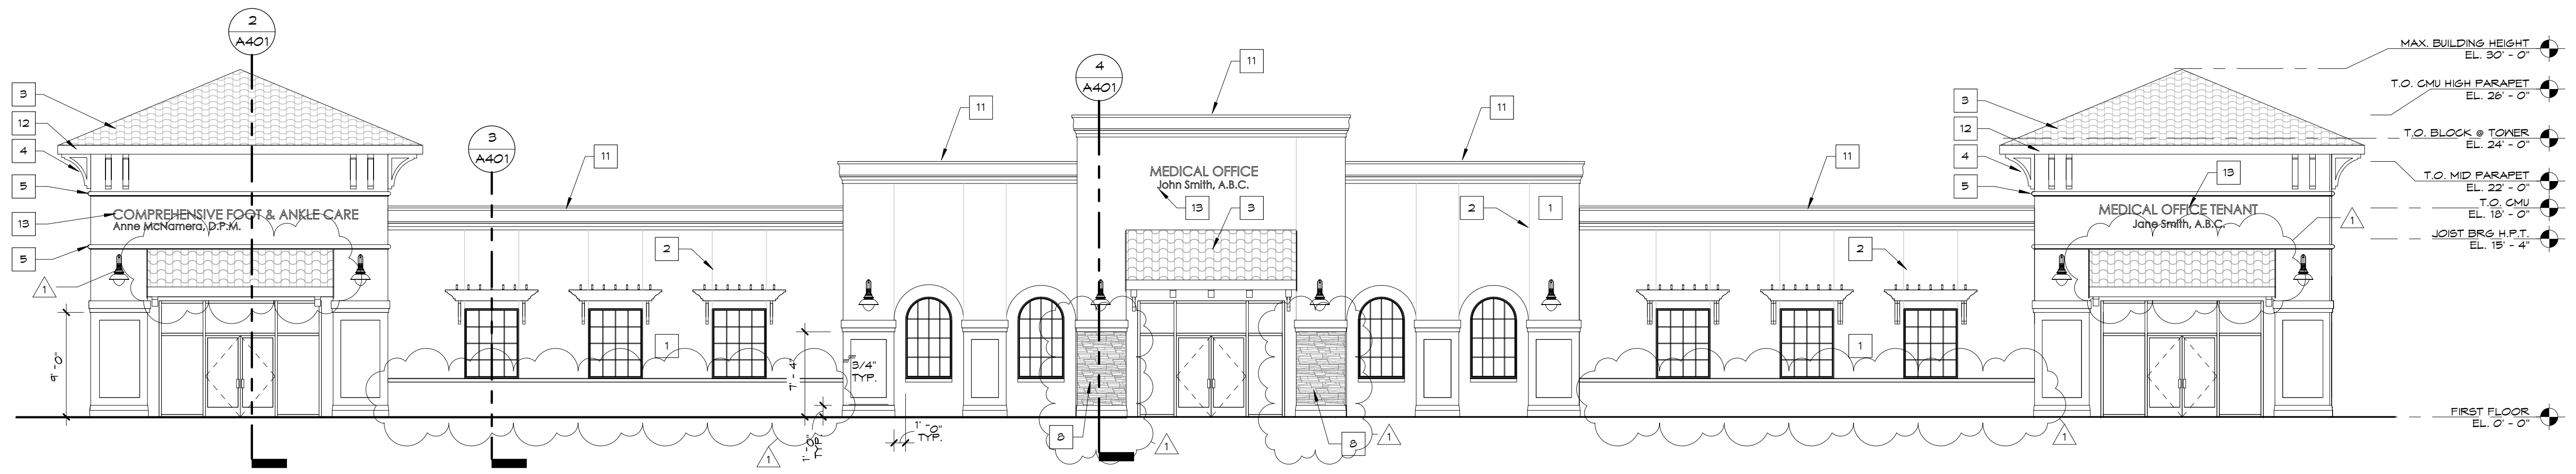 2
A401
3
12
4
5
13
5
COMPREHENSIVE FOOT & ANKLE CARE
Anne McNamera, D.P.M.
1
9' - 0"
3
A401
11
2
1
1
7' - 4"
1' - 0"
TYP.
3/4"
TYP.
1' - 0"
TYP.
11
4
A401
11
MEDICAL OFFICE
John Smith, A.B.C.
13
3
8
1
8
1
11
2
1
11
2
1
1
3
12
4
5
13
MEDICAL OFFICE TENANT
Jane Smith, A.B.C.
1
MAX. BUILDING HEIGHT
EL. 30' - 0"
T.O. CMU HIGH PARAPET
EL. 26' - 0"
T.O. BLOCK @ TOWER
EL. 24' - 0"
T.O. MID PARAPET
EL. 22' - 0"
T.O. CMU
EL. 18' - 0"
JOIST BRG H.P.T.
EL. 15' - 4"
FIRST FLOOR
EL. 0' - 0"